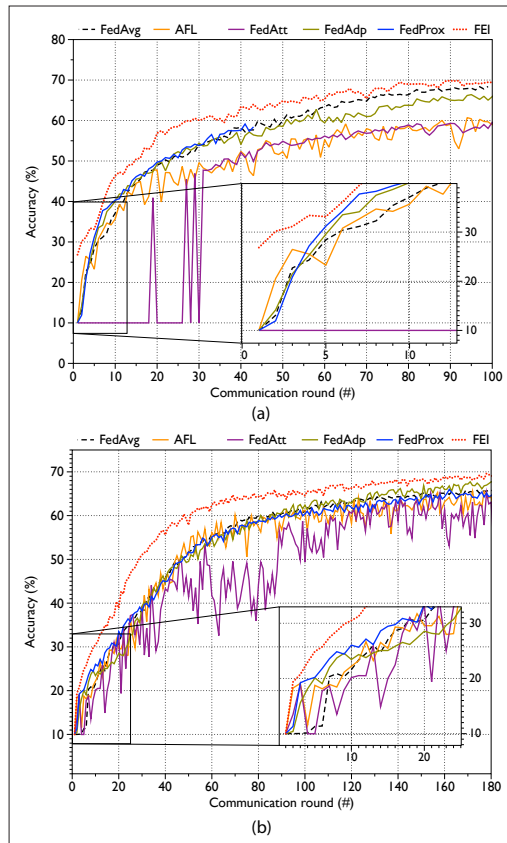 FedAvg AFL FedAtt FedAdp FedProx FEI
80
70
60
50
40
30
20
10
0
Accuracy (%)
30
20
10
0 5 10
0 10 20 30 40 50 60 70 80 90 100
Communication round (#)
(a)
FedAvg AFL FedAtt FedAdp FedProx FEI
70
60
50
40
30
20
10
Accuracy (%)
30
20
10
10 20
0 20 40 60 80 100 120 140 160 180
Communication round (#)
(b)